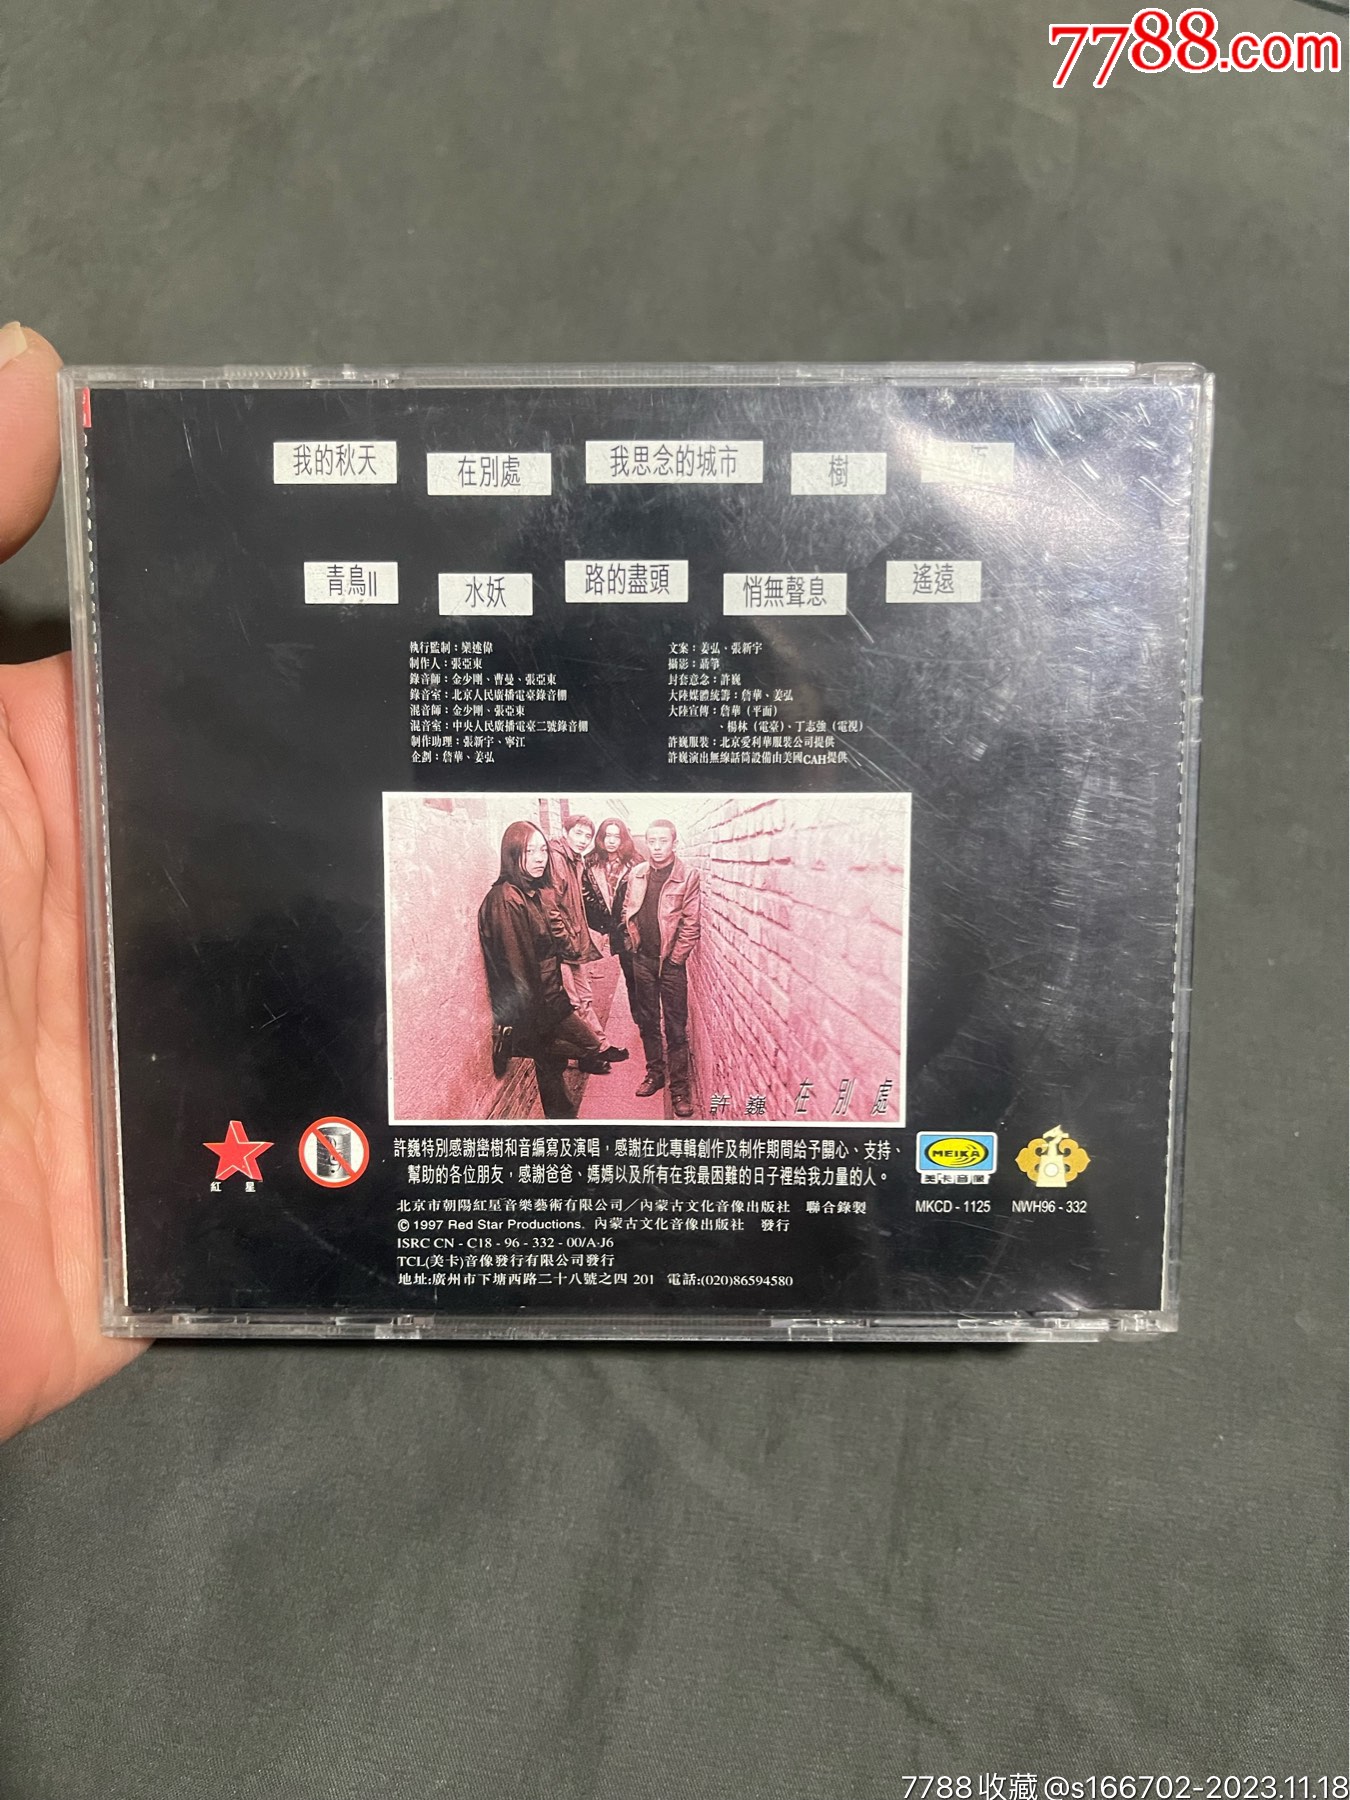 7788.com
我的秋天
在別處
我思念的城市
樹
青鳥II
水妖
路的盡頭
悄無聲息
遙遠
執行監制：欒述偉
制作人：張亞東
錄音師：金少剛、曹曼、張亞東
錄音室：北京人民廣播電臺錄音棚
混音師：金少剛、張亞東
混音室：中央人民廣播電臺二號錄音棚
制作助理：張新宇、寧江
企劃：詹華、姜弘
文案：姜弘、張新宇
攝影：聶箏
封套意念：許巍
大陸媒體統籌：詹華、姜弘
大陸宣傳：詹華（平面）
、楊林（電臺）、丁志強（電視）
許巍服裝：北京愛利華服裝公司提供
許巍演出無線話筒設備由美國CAH提供
許巍 在別處
許巍特別感謝巒樹和音編寫及演唱，感謝在此專輯創作及制作期間給予關心、支持、
幫助的各位朋友，感謝爸爸、媽媽以及所有在我最困難的日子裡給我力量的人。
北京市朝陽紅星音樂藝術有限公司／內蒙古文化音像出版社 聯合錄製
© 1997 Red Star Productions. 內蒙古文化音像出版社 發行
ISRC CN - C18 - 96 - 332 - 00/A·J6
TCL(美卡)音像發行有限公司發行
地址:廣州市下塘西路二十八號之四 201 電話:(020)86594580
紅星
MEIKA
美卡音像
MKCD - 1125
NWH96 - 332
7788收藏@s166702-2023.11.18